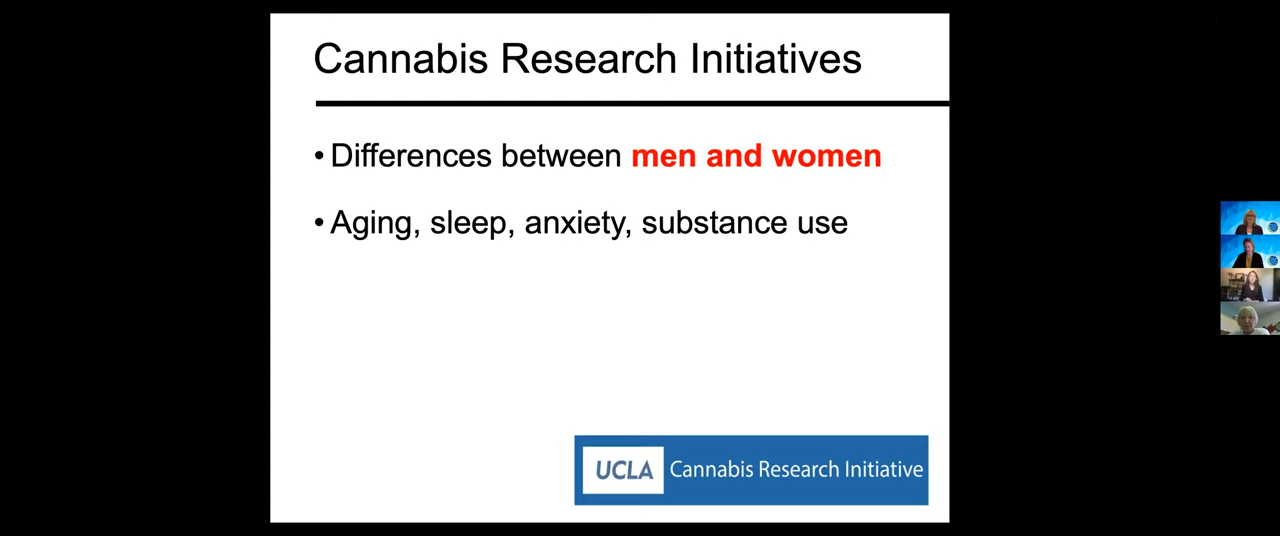 Cannabis Research Initiatives
• Differences between men and women
• Aging, sleep, anxiety, substance use
UCLA Cannabis Research Initiative